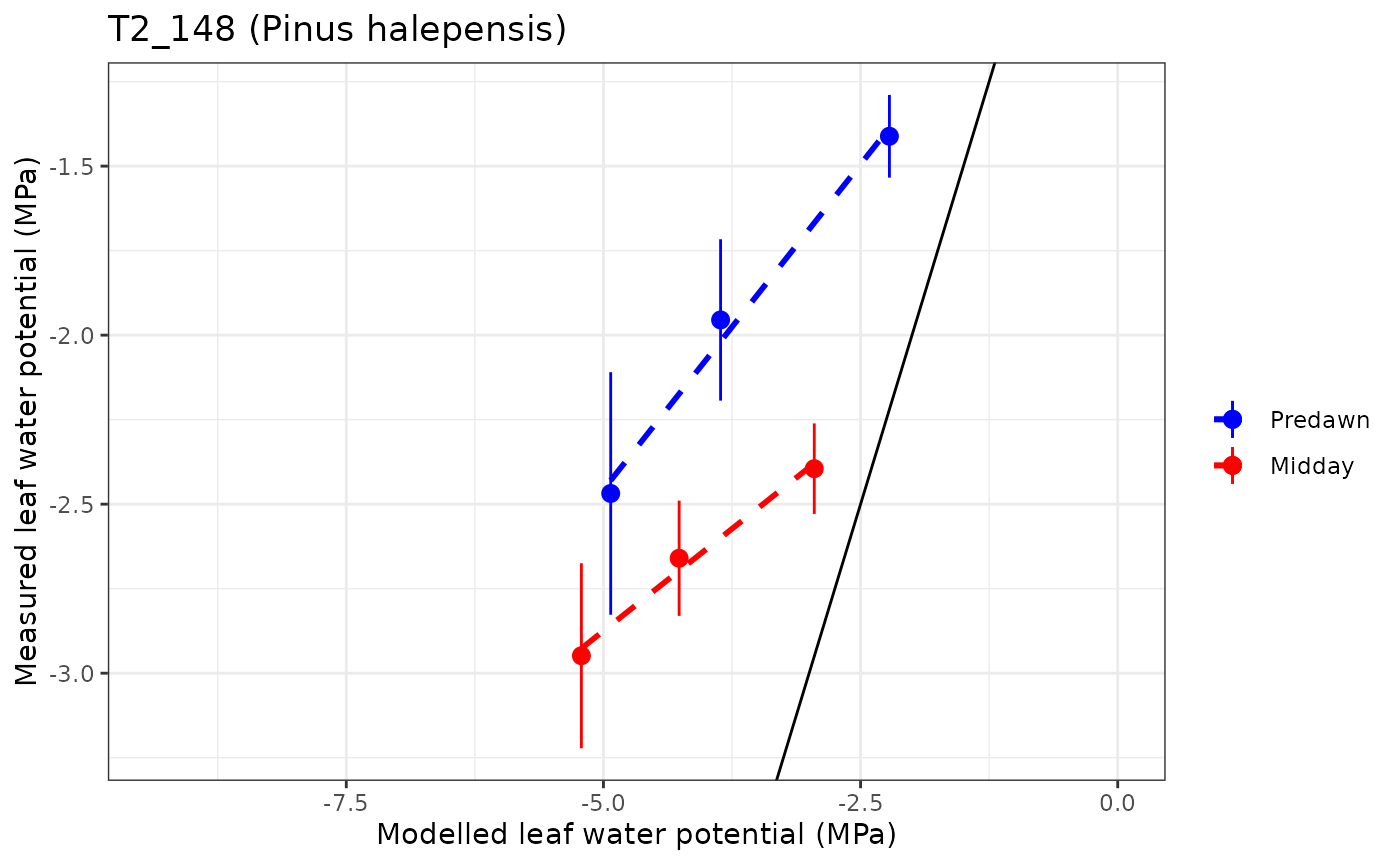 T2_148 (Pinus halepensis)
Measured leaf water potential (MPa)
-1.5
-2.0
-2.5
-3.0
-7.5
-5.0
-2.5
0.0
Modelled leaf water potential (MPa)
Predawn
Midday